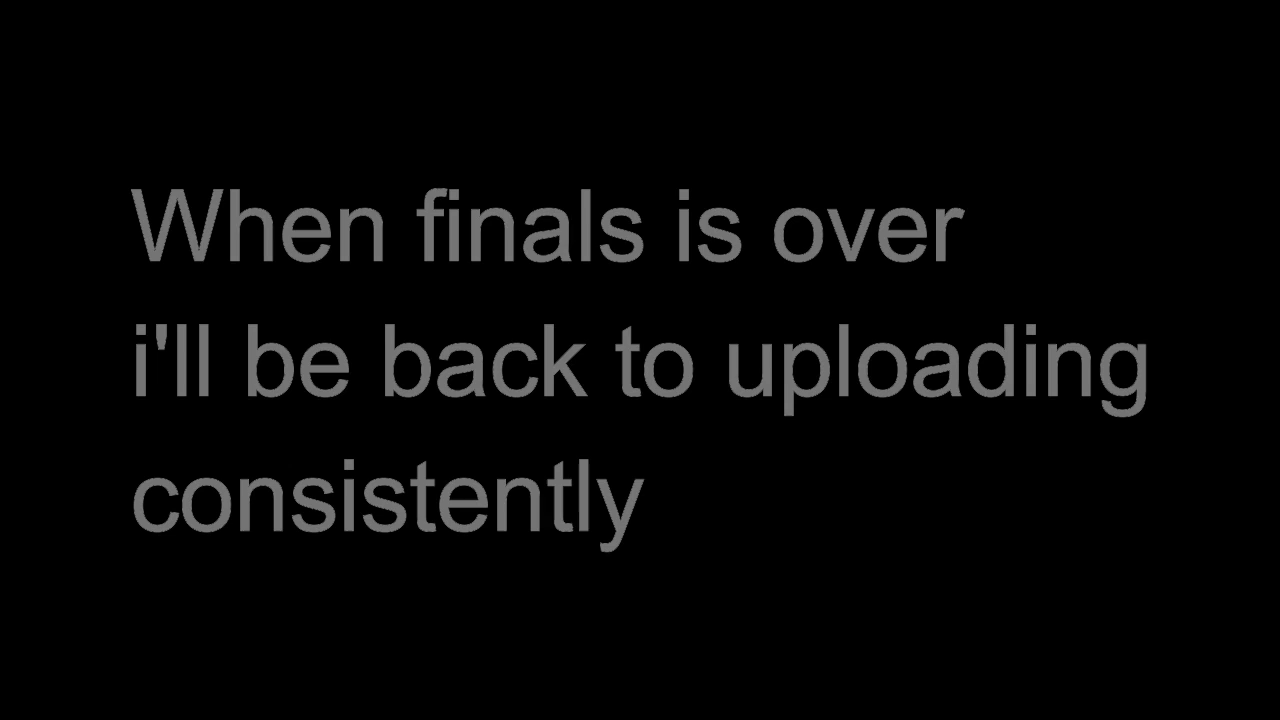 When finals is over
i'll be back to uploading
consistently